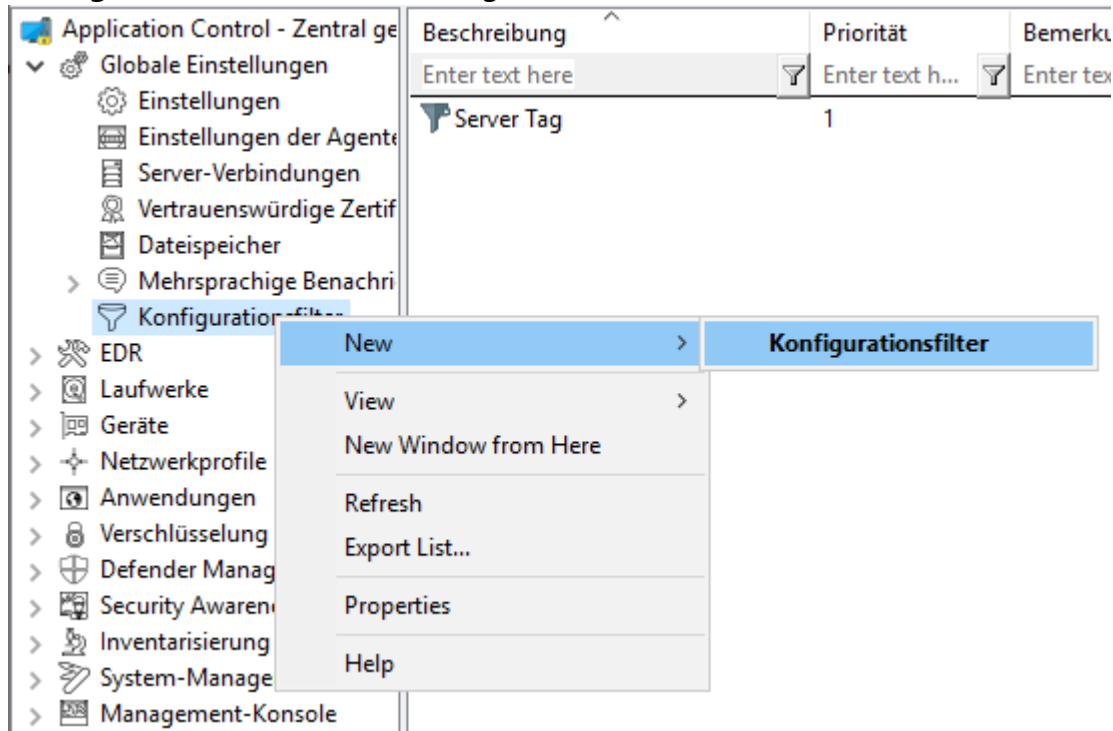 Application Control - Zentral ge
Globale Einstellungen
Einstellungen
Einstellungen der Agente
Server-Verbindungen
Vertrauenswürdige Zertif
Dateispeicher
Mehrsprachige Benachri
Konfigurationsfilter
EDR
Laufwerke
Geräte
Netzwerkprofile
Anwendungen
Verschlüsselung
Defender Manag
Security Awaren
Inventarisierung
System-Manage
Management-Konsole
Beschreibung Priorität Bemerku
Enter text here Enter text h... Enter tex
Server Tag 1
New
View
New Window from Here
Refresh
Export List...
Properties
Help
Konfigurationsfilter